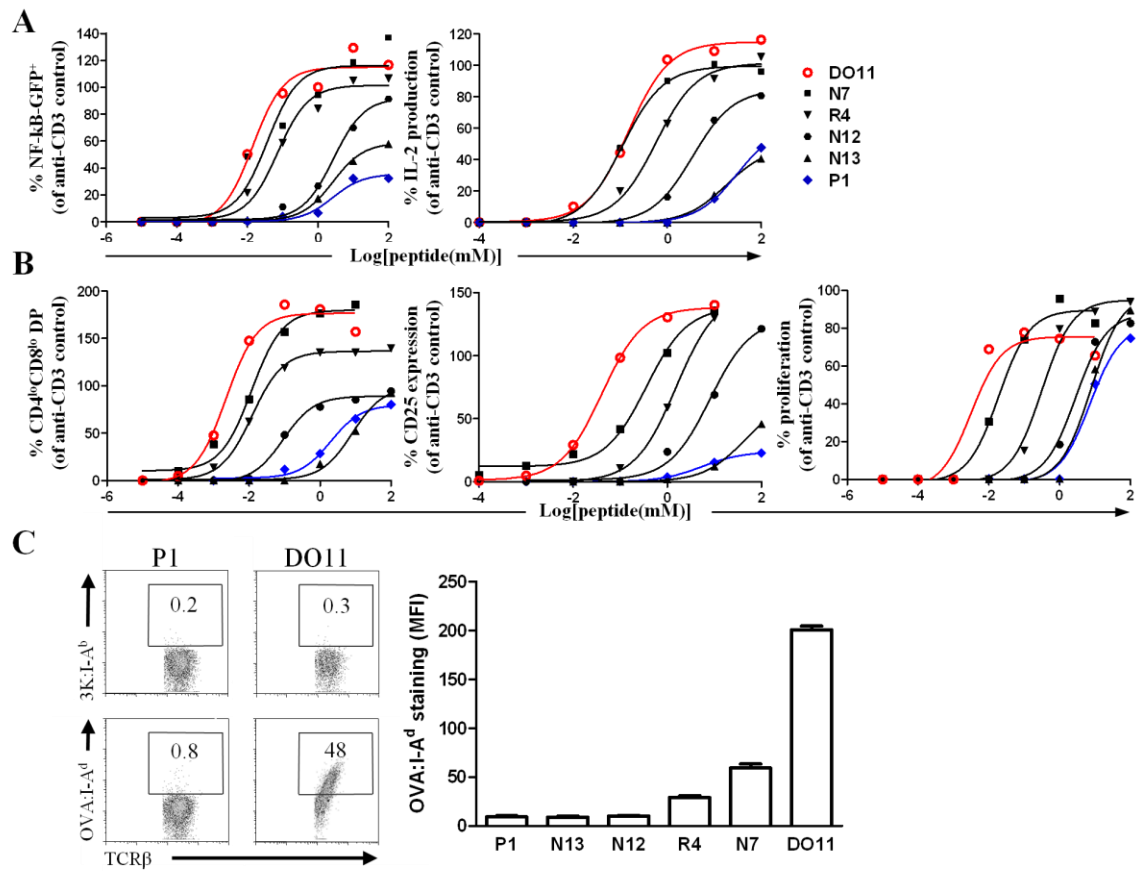 A
% NF-kB-GFP⁺
(of anti-CD3 control)
140
120
100
80
60
40
20
0
-6
-4
-2
0
2
% IL-2 production
(of anti-CD3 control)
120
100
80
60
40
20
0
-4
-3
-2
-1
0
1
2
Log[peptide(mM)]
DO11
N7
R4
N12
N13
P1
B
% CD4ˡᵒCD8ˡᵒ DP
(of anti-CD3 control)
200
150
100
50
0
-6
-4
-2
0
2
% CD25 expression
(of anti-CD3 control)
150
100
50
0
-4
-2
0
2
% proliferation
(of anti-CD3 control)
100
80
60
40
20
0
-6
-4
-2
0
2
Log[peptide(mM)]
C
P1
DO11
3K:I-Aᵇ
0.2
0.3
OVA:I-Aᵈ
0.8
48
TCRβ
OVA:I-Aᵈ staining (MFI)
250
200
150
100
50
0
P1
N13
N12
R4
N7
DO11